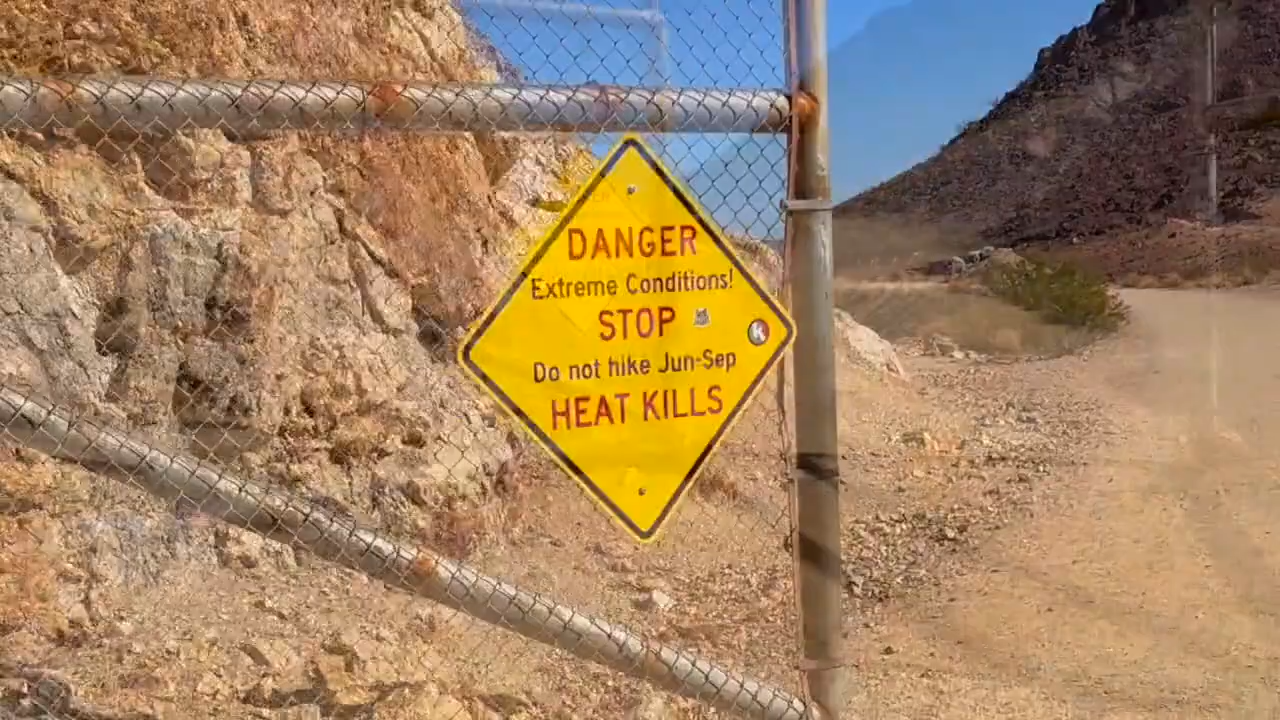 DANGER
Extreme Conditions!
STOP
K
Do not hike Jun-Sep
HEAT KILLS